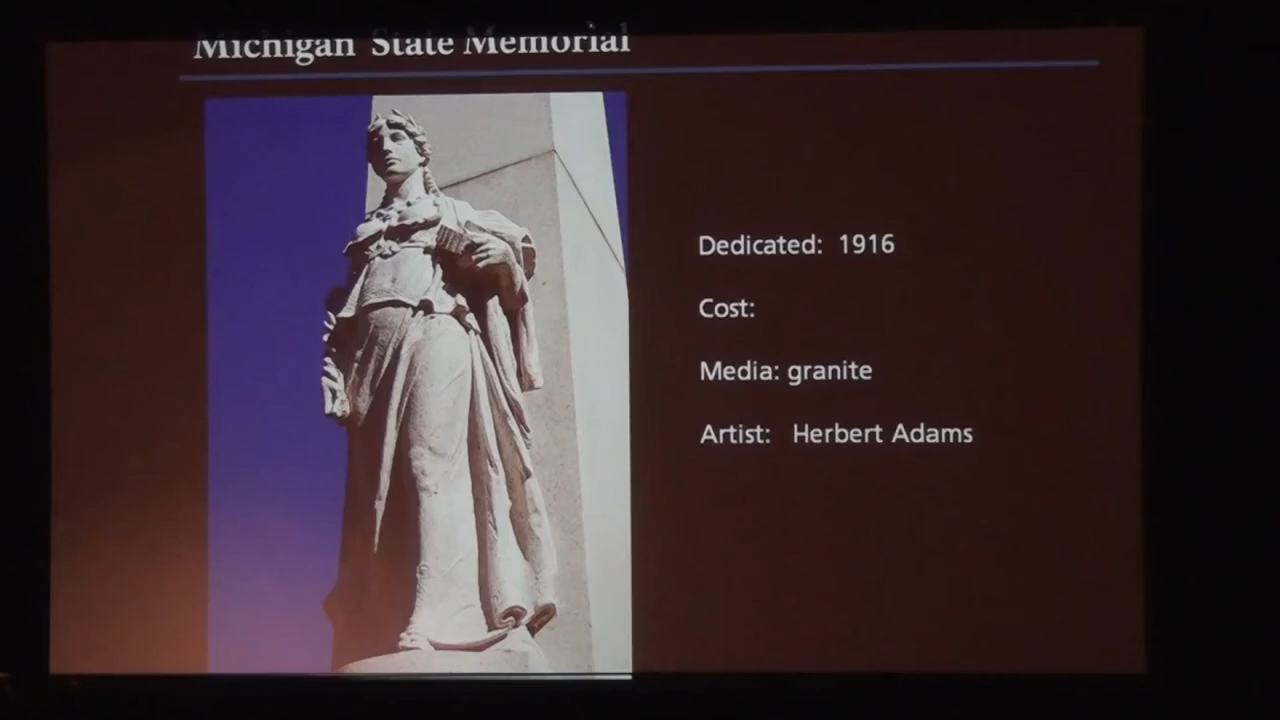 Michigan State Memorial
Dedicated: 1916
Cost:
Media: granite
Artist: Herbert Adams